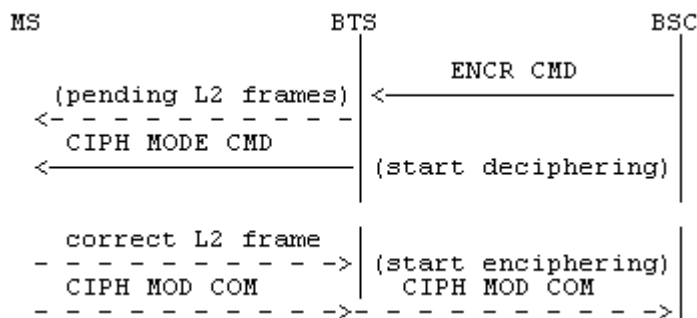 MS BTS BSC
ENCR CMD
(pending L2 frames)
CIPH MODE CMD
(start deciphering)
correct L2 frame
(start enciphering)
CIPH MOD COM CIPH MOD COM